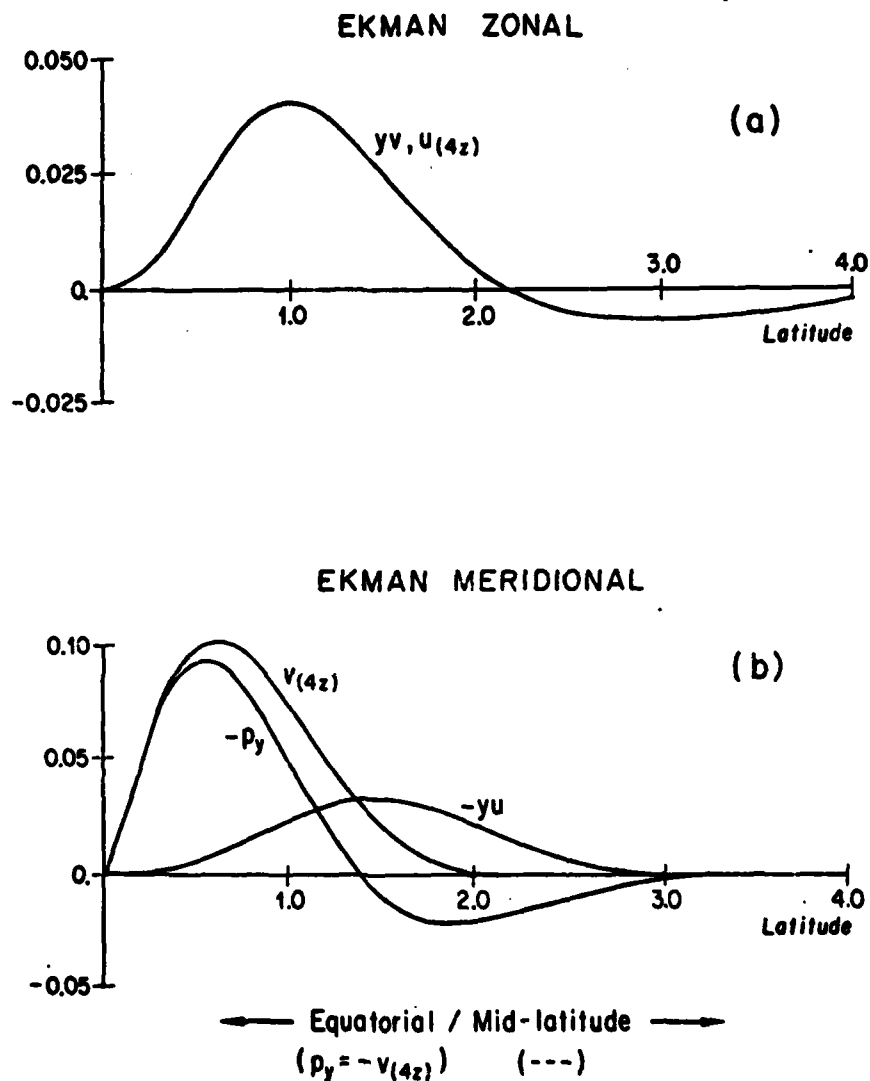 EKMAN ZONAL
0.050
(a)
yv, u(4z)
0.025
3.0 4.0
0.
1.0 2.0
Latitude
-0.025
EKMAN MERIDIONAL
0.10
(b)
v(4z)
-py
0.05
-yu
0.
1.0 2.0 3.0 4.0
Latitude
-0.05
← Equatorial / Mid-latitude →
(py = -v(4z)) (---)